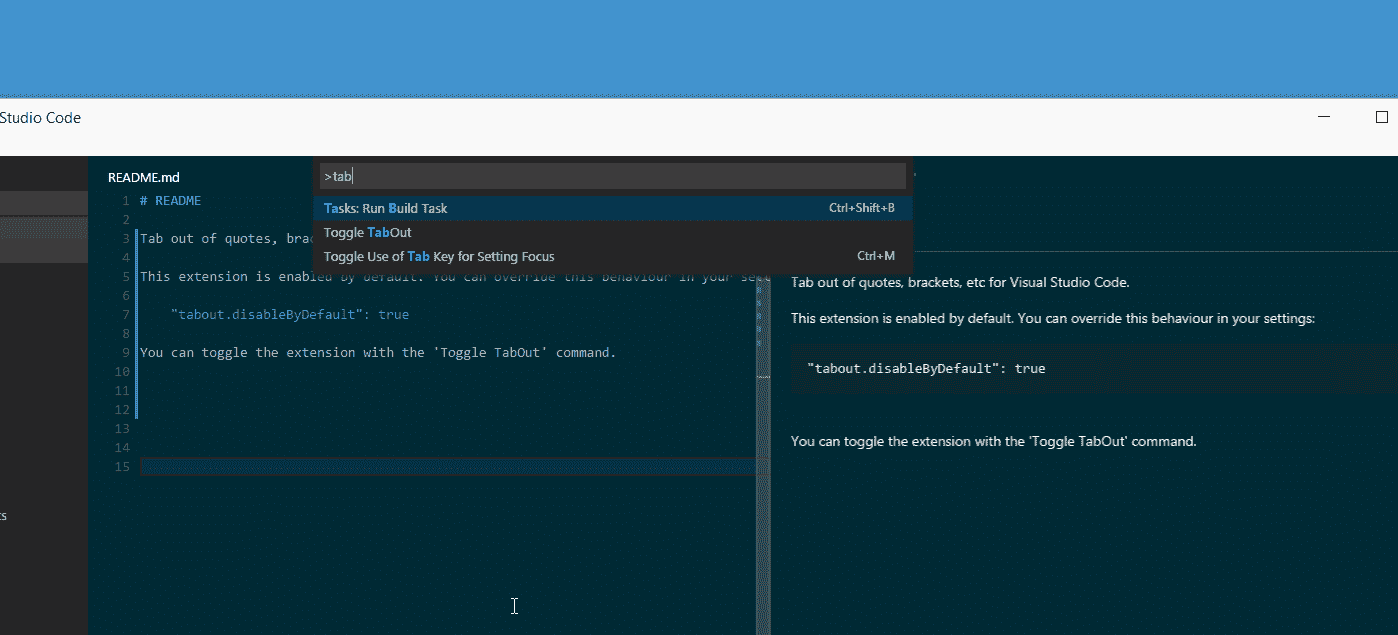 Studio Code
README.md
>tab
Tasks: Run Build Task Ctrl+Shift+B
Toggle TabOut
Toggle Use of Tab Key for Setting Focus Ctrl+M
1 # README
2
3 Tab out of quotes,
4
5 This extension is enabled by default. You can override this behaviour in your
6
7 "tabout.disableByDefault": true
8
9 You can toggle the extension with the 'Toggle TabOut' command.
10
11
12
13
14
15
Tab out of quotes, brackets, etc for Visual Studio Code.
This extension is enabled by default. You can override this behaviour in your settings:
"tabout.disableByDefault": true
You can toggle the extension with the 'Toggle TabOut' command.